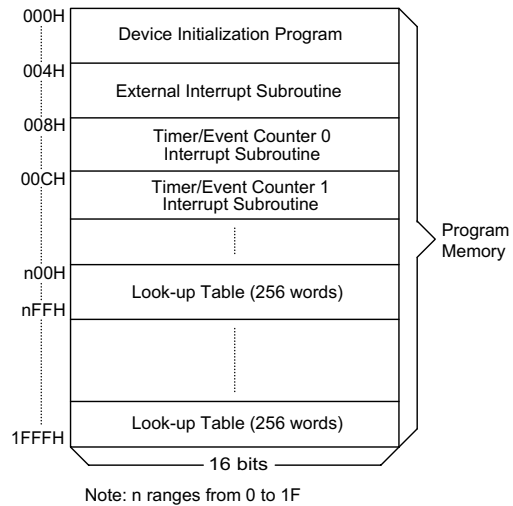 000H
Device Initialization Program
004H
External Interrupt Subroutine
008H
Timer/Event Counter 0
Interrupt Subroutine
00CH
Timer/Event Counter 1
Interrupt Subroutine
Program
Memory
n00H
Look-up Table (256 words)
nFFH
Look-up Table (256 words)
1FFFH
16 bits
Note: n ranges from 0 to 1F